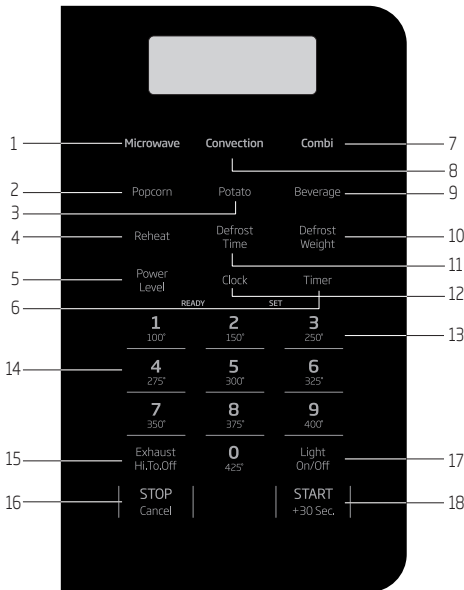 1 Microwave Convection Combi 7
8
2 Popcorn Potato Beverage 9
3
4 Reheat Defrost Time Defrost Weight 10
11
5 Power Level Clock Timer
12
6 READY SET
1 2 3 13
100° 150° 250°
14 4 5 6
275° 300° 325°
7 8 9
350° 375° 400°
15 Exhaust Hi.To.Off 0 425° Light On/Off 17
16 STOP START 18
Cancel +30 Sec.